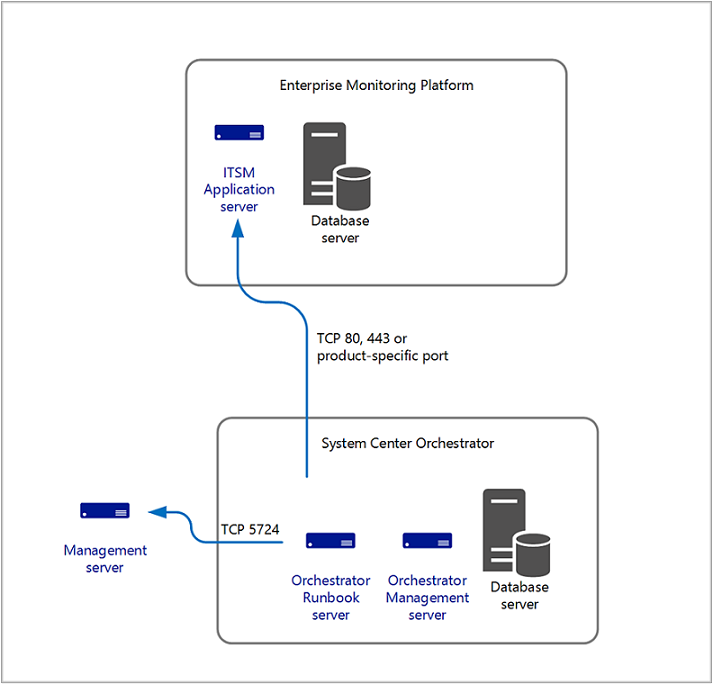 Enterprise Monitoring Platform
ITSM
Application
server
Database
server
TCP 80, 443 or
product-specific port
System Center Orchestrator
TCP 5724
Management
server
Orchestrator
Runbook
server
Orchestrator
Management
server
Database
server